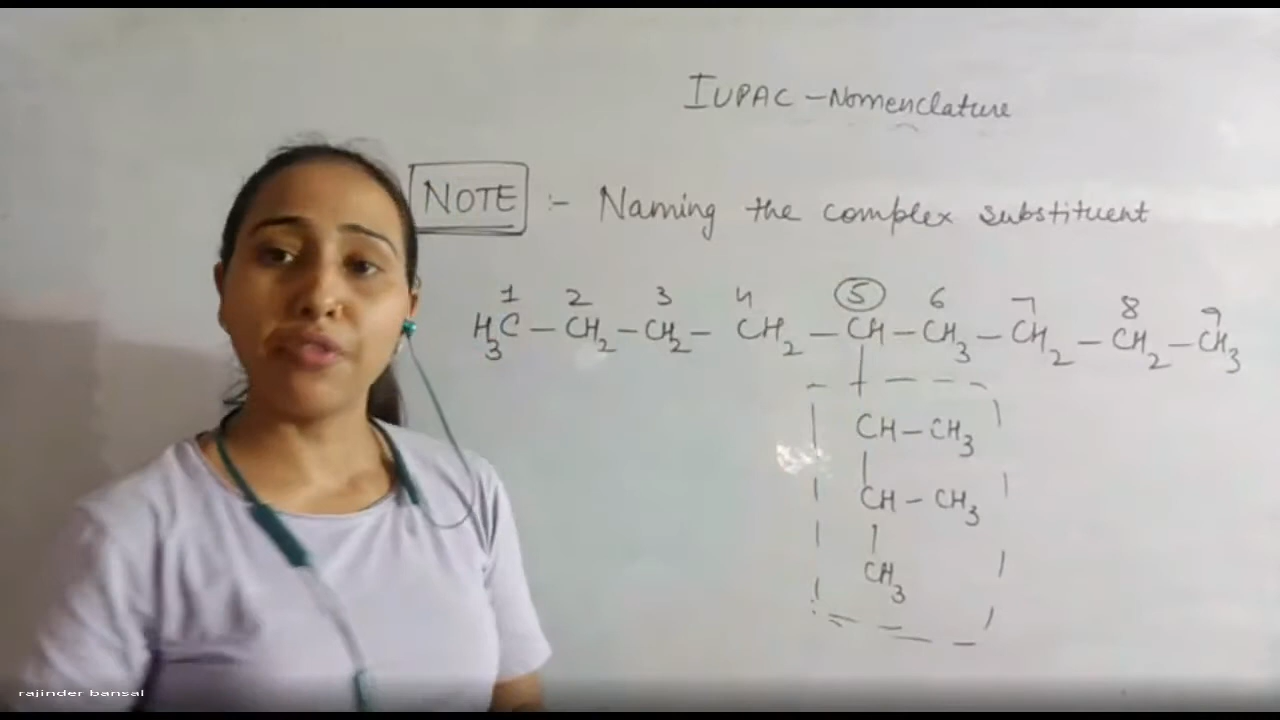 IUPAC - Nomenclature
NOTE :- Naming the complex substituent
1 2 3 4 5 6 7 8 9
H₃C - CH₂ - CH₂ - CH₂ - CH - CH₃ - CH₂ - CH₂ - CH₃
CH - CH₃
CH - CH₃
CH₃
rajinder bansal